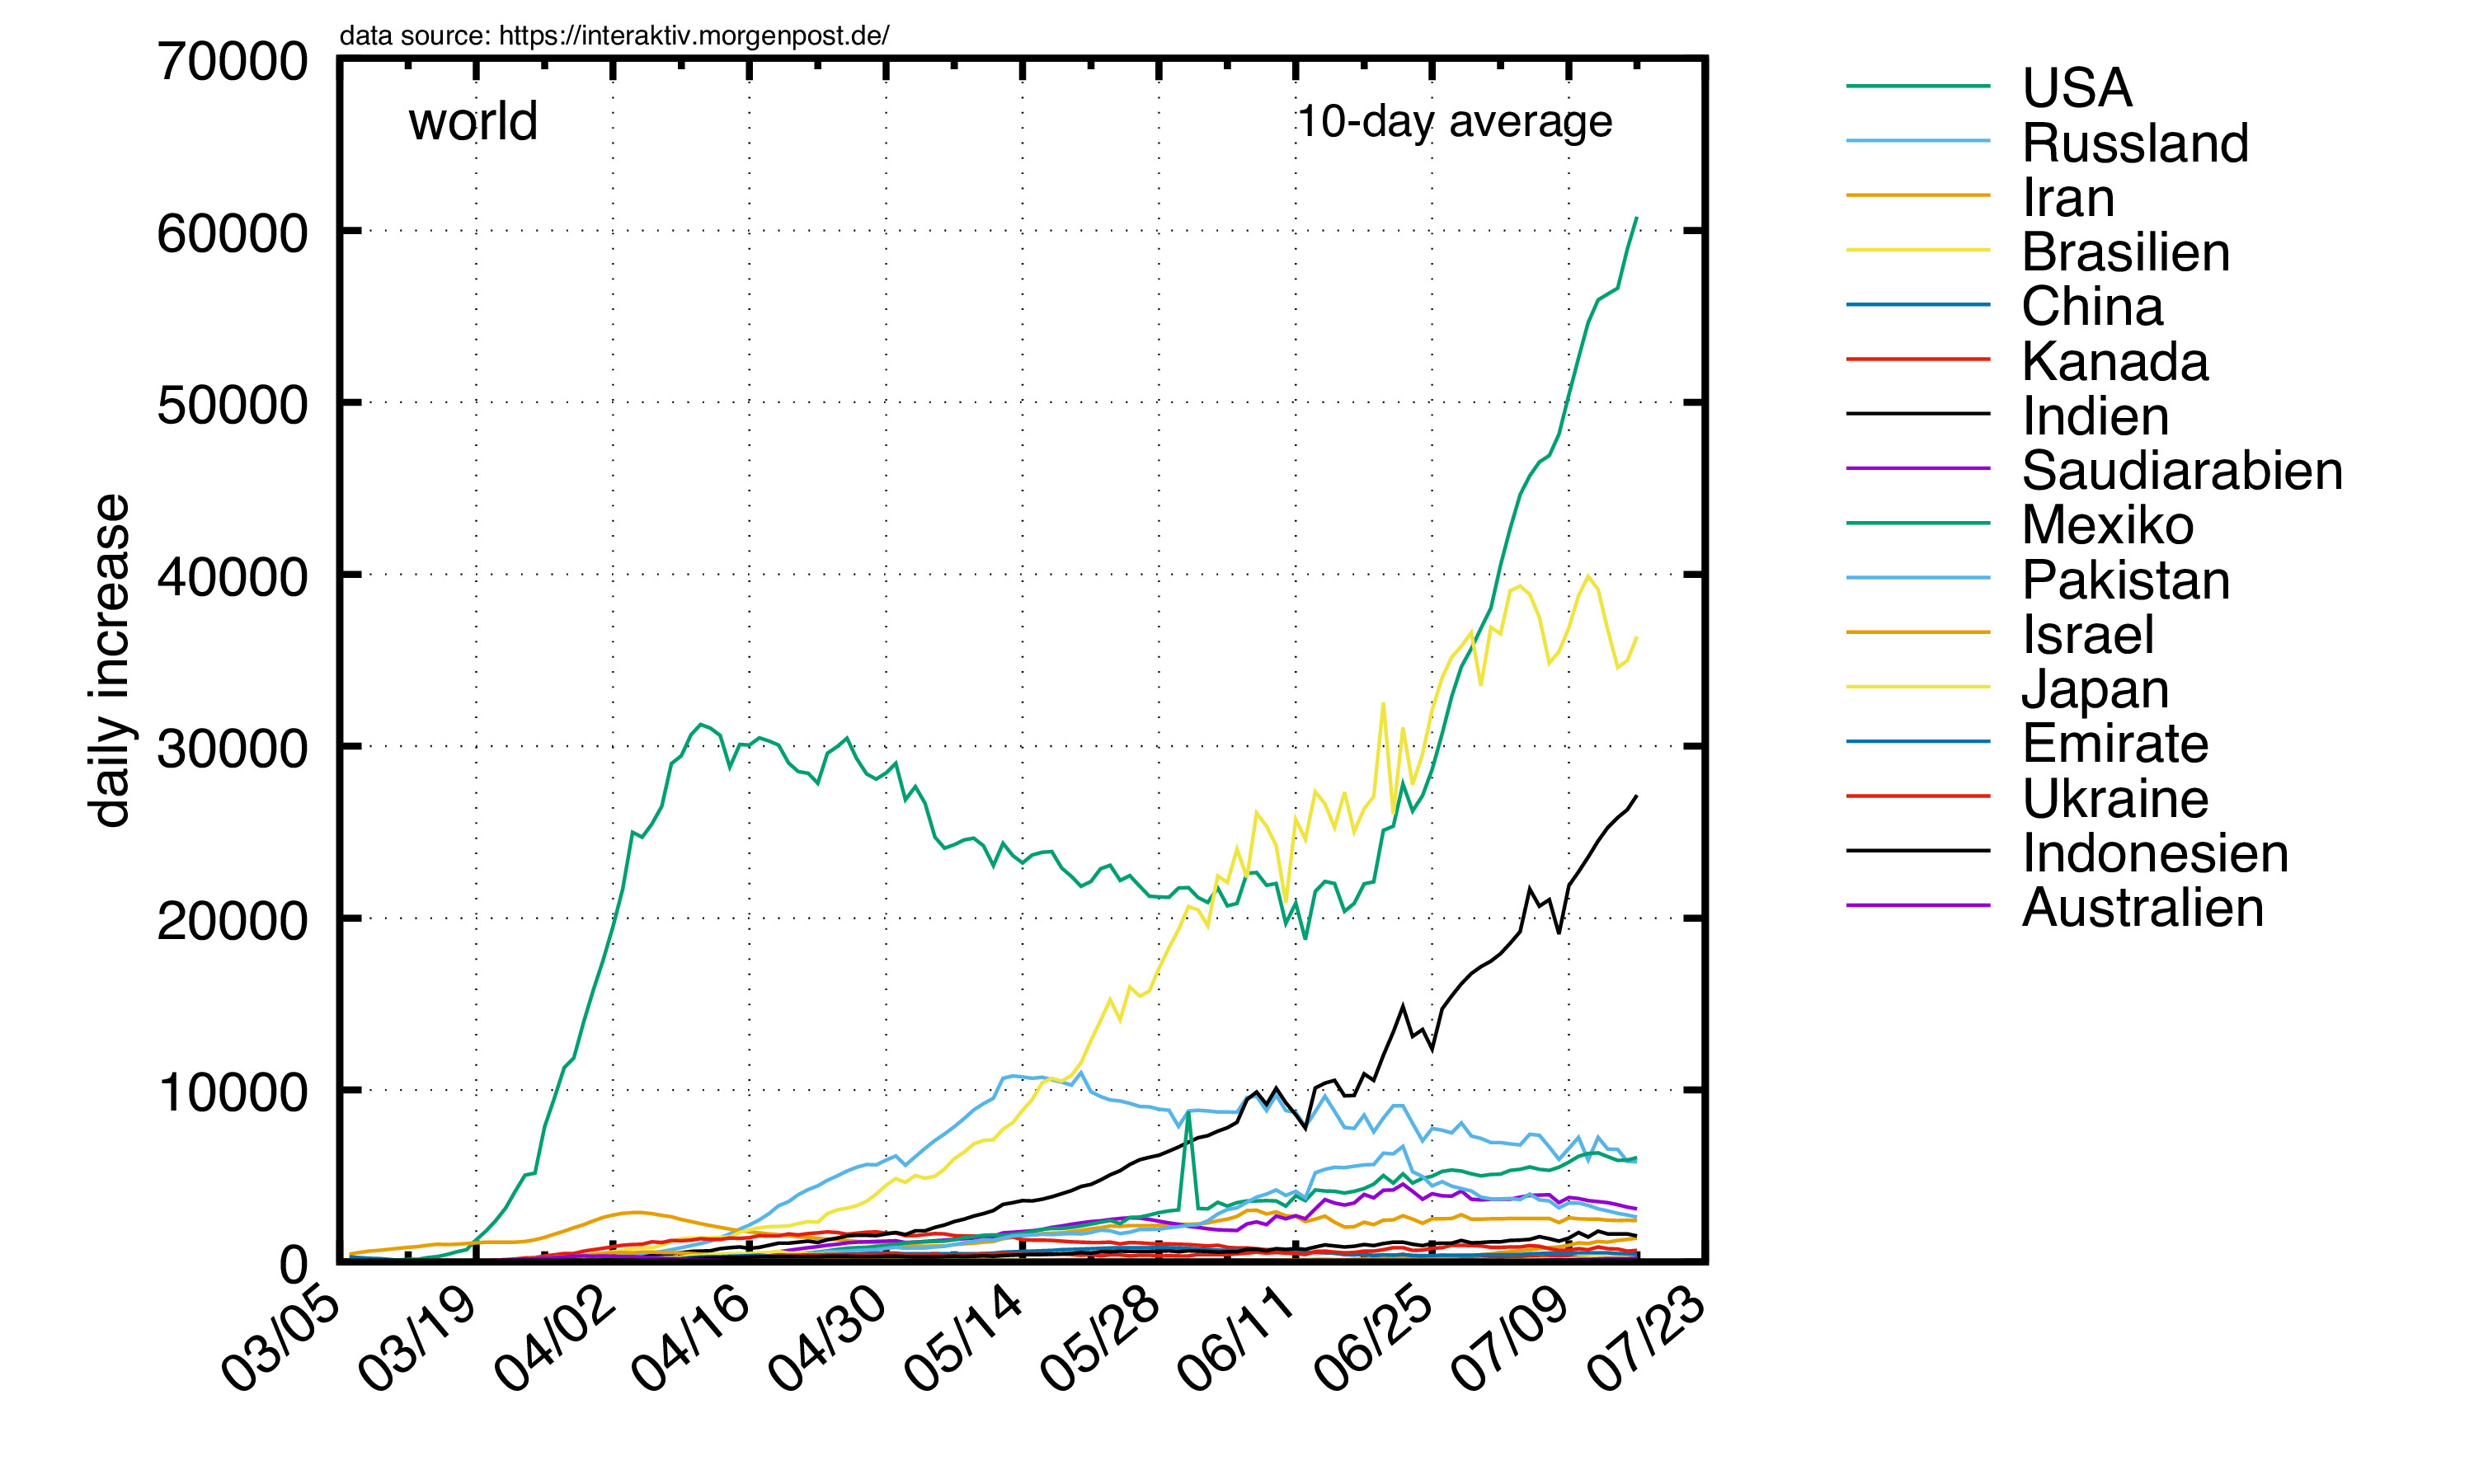 data source: https://interaktiv.morgenpost.de/
world
10-day average
daily increase
70000
60000
50000
40000
30000
20000
10000
0
03/05
03/19
04/02
04/16
04/30
05/14
05/28
06/11
06/25
07/09
07/23
USA
Russland
Iran
Brasilien
China
Kanada
Indien
Saudiarabien
Mexiko
Pakistan
Israel
Japan
Emirate
Ukraine
Indonesien
Australien